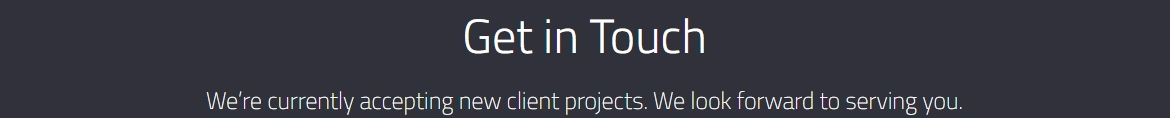 Get in Touch
We’re currently accepting new client projects. We look forward to serving you.